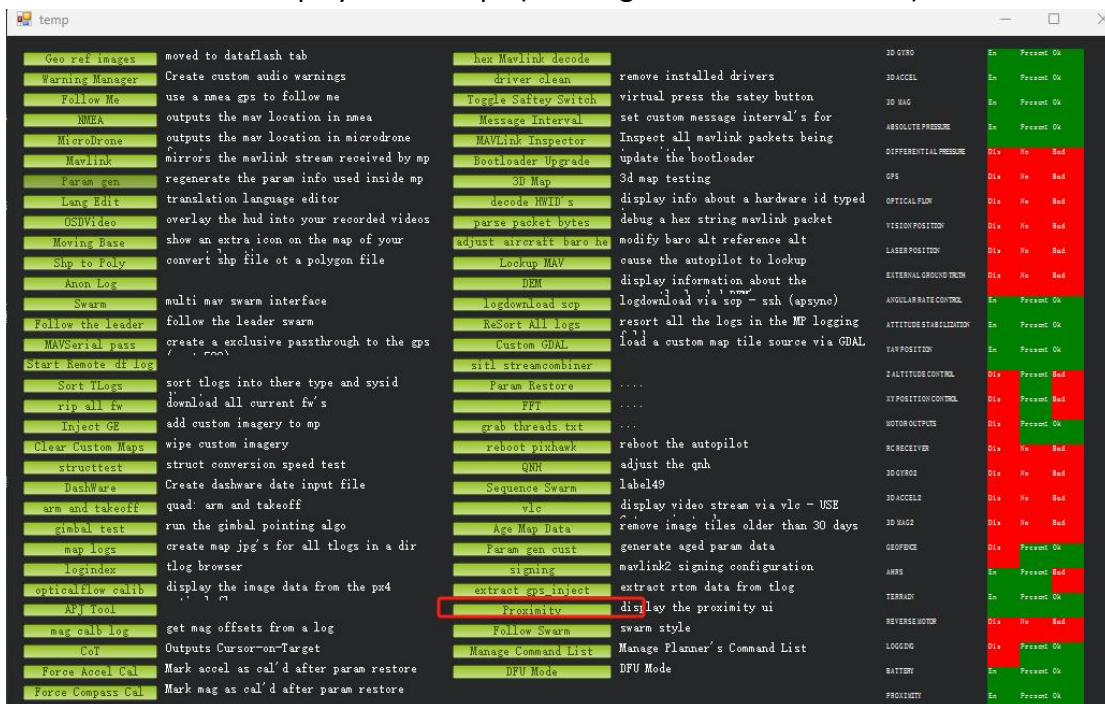 temp
Geo ref images moved to dataflash tab
Warning Manager Create custom audio warnings
Follow Me use a nmea gps to follow me
NMEA outputs the mav location in nmea
MicroDrone outputs the mav location in microdrone
Mavlink mirrors the mavlink stream received by mp
Param gen regenerate the param info used inside mp
Lang Edit translation language editor
OSDVideo overlay the hud into your recorded videos
Moving Base show an extra icon on the map of your
Shp to Poly convert shp file ot a polygon file
Anon Log
Swarm multi mav swarm interface
Follow the leader follow the leader swarm
MAVSerial pass create a exclusive passthrough to the gps
Start Remote df log
Sort TLogs sort tlogs into there type and sysid
rip all fw download all current fw's
Inject GE add custom imagery to mp
Clear Custom Maps wipe custom imagery
structtest struct conversion speed test
DashWare Create dashware date input file
arm and takeoff quad: arm and takeoff
gimbal test run the gimbal pointing algo
map logs create map jpg's for all tlogs in a dir
logindex tlog browser
opticalflow calib display the image data from the px4
APJ Tool
mag calb log get mag offsets from a log
CoT Outputs Cursor-on-Target
Force Accel Cal Mark accel as cal'd after param restore
Force Compass Cal Mark mag as cal'd after param restore
hex Mavlink decode
driver clean remove installed drivers
Toggle Saftey Switch virtual press the satey button
Message Interval set custom message interval's for
MAVLink Inspector Inspect all mavlink packets being
Bootloader Upgrade update the bootloader
3D Map 3d map testing
decode HWID's display info about a hardware id typed
parse packet bytes debug a hex string mavlink packet
adjust aircraft baro he modify baro alt reference alt
Lockup MAV cause the autopilot to lockup
DEM display information about the
logdownload scp logdownload via scp - ssh (apsync)
ReSort All logs resort all the logs in the MP logging
Custom GDAL load a custom map tile source via GDAL
sitl streamcombiner
Param Restore ....
FFT ....
grab threads.txt ...
reboot pixhawk reboot the autopilot
QNH adjust the qnh
Sequence Swarm label49
vlc display video stream via vlc - USE
Age Map Data remove image tiles older than 30 days
Param gen cust generate aged param data
signing mavlink2 signing configuration
extract gps_inject extract rtcm data from tlog
Proximity display the proximity ui
Follow Swarm swarm style
Manage Command List Manage Planner's Command List
DFU Mode DFU Mode
3D GYRO En Present Ok
3D ACCEL En Present Ok
3D MAG En Present Ok
ABSOLUTE PRESSURE En Present Ok
DIFFERENTIAL PRESSURE Dis No Bad
GPS Dis No Bad
OPTICAL FLOW Dis No Bad
VISION POSITION Dis No Bad
LASER POSITION Dis No Bad
EXTERNAL GROUND TRUTH Dis No Bad
ANGULAR RATE CONTROL En Present Ok
ATTITUDE STABILIZATION En Present Ok
YAW POSITION En Present Ok
Z ALTITUDE CONTROL Dis Present Bad
XY POSITION CONTROL Dis Present Bad
MOTOR OUTPUTS Dis Present Ok
RC RECEIVER Dis No Bad
3D GYRO2 Dis No Bad
3D ACCEL2 Dis No Bad
3D MAG2 Dis No Bad
GEOFENCE Dis Present Ok
AHRS En Present Bad
TERRAIN En Present Ok
REVERSE MOTOR Dis No Bad
LOGGING Dis Present Ok
BATTERY En Present Ok
PROXIMITY En Present Ok